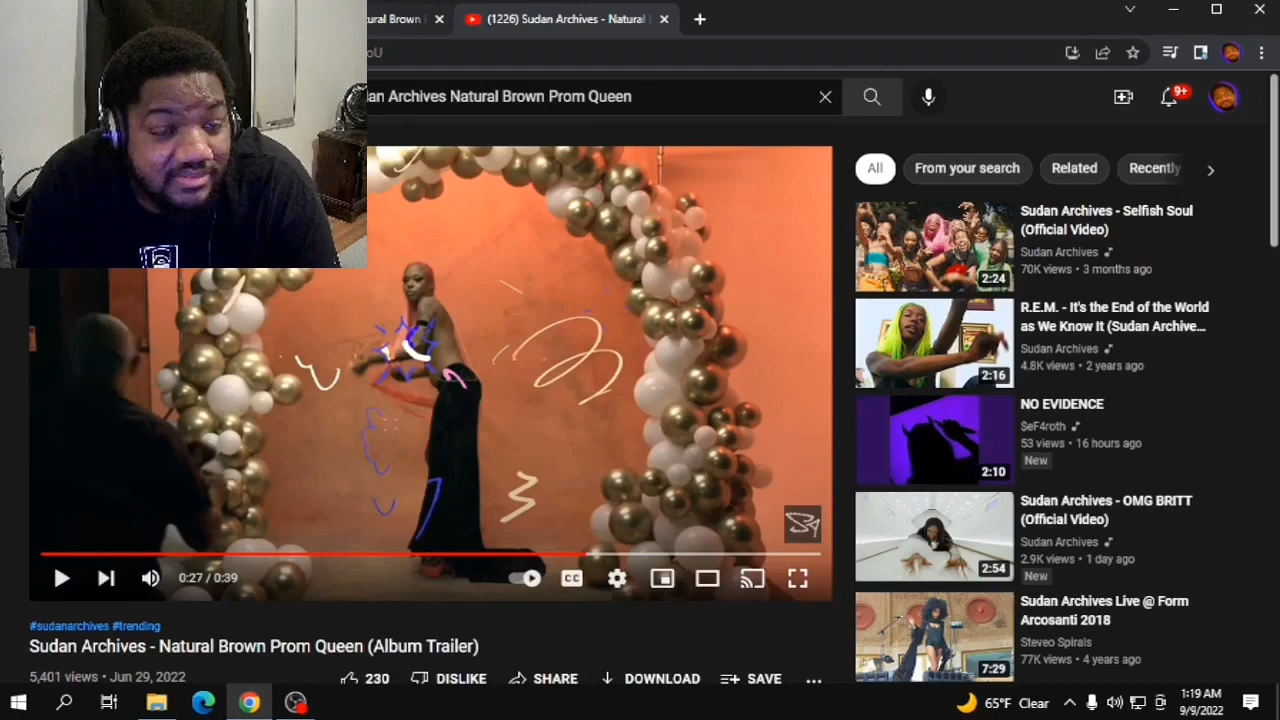 tural Brown
(1226) Sudan Archives - Natural
oU
an Archives Natural Brown Prom Queen
9+
All
From your search
Related
Recently
Sudan Archives - Selfish Soul
(Official Video)
Sudan Archives
70K views • 3 months ago
2:24
R.E.M. - It's the End of the World
as We Know It (Sudan Archive...
Sudan Archives
4.8K views • 2 years ago
2:16
NO EVIDENCE
$eF4roth
53 views • 16 hours ago
New
2:10
Sudan Archives - OMG BRITT
(Official Video)
Sudan Archives
2.9K views • 1 day ago
New
2:54
Sudan Archives Live @ Form
Arcosanti 2018
Steveo Spirals
77K views • 4 years ago
7:29
0:27 / 0:39
CC
#sudanarchives #trending
Sudan Archives - Natural Brown Prom Queen (Album Trailer)
5,401 views • Jun 29, 2022
230
DISLIKE
SHARE
DOWNLOAD
SAVE
65°F Clear
1:19 AM
9/9/2022